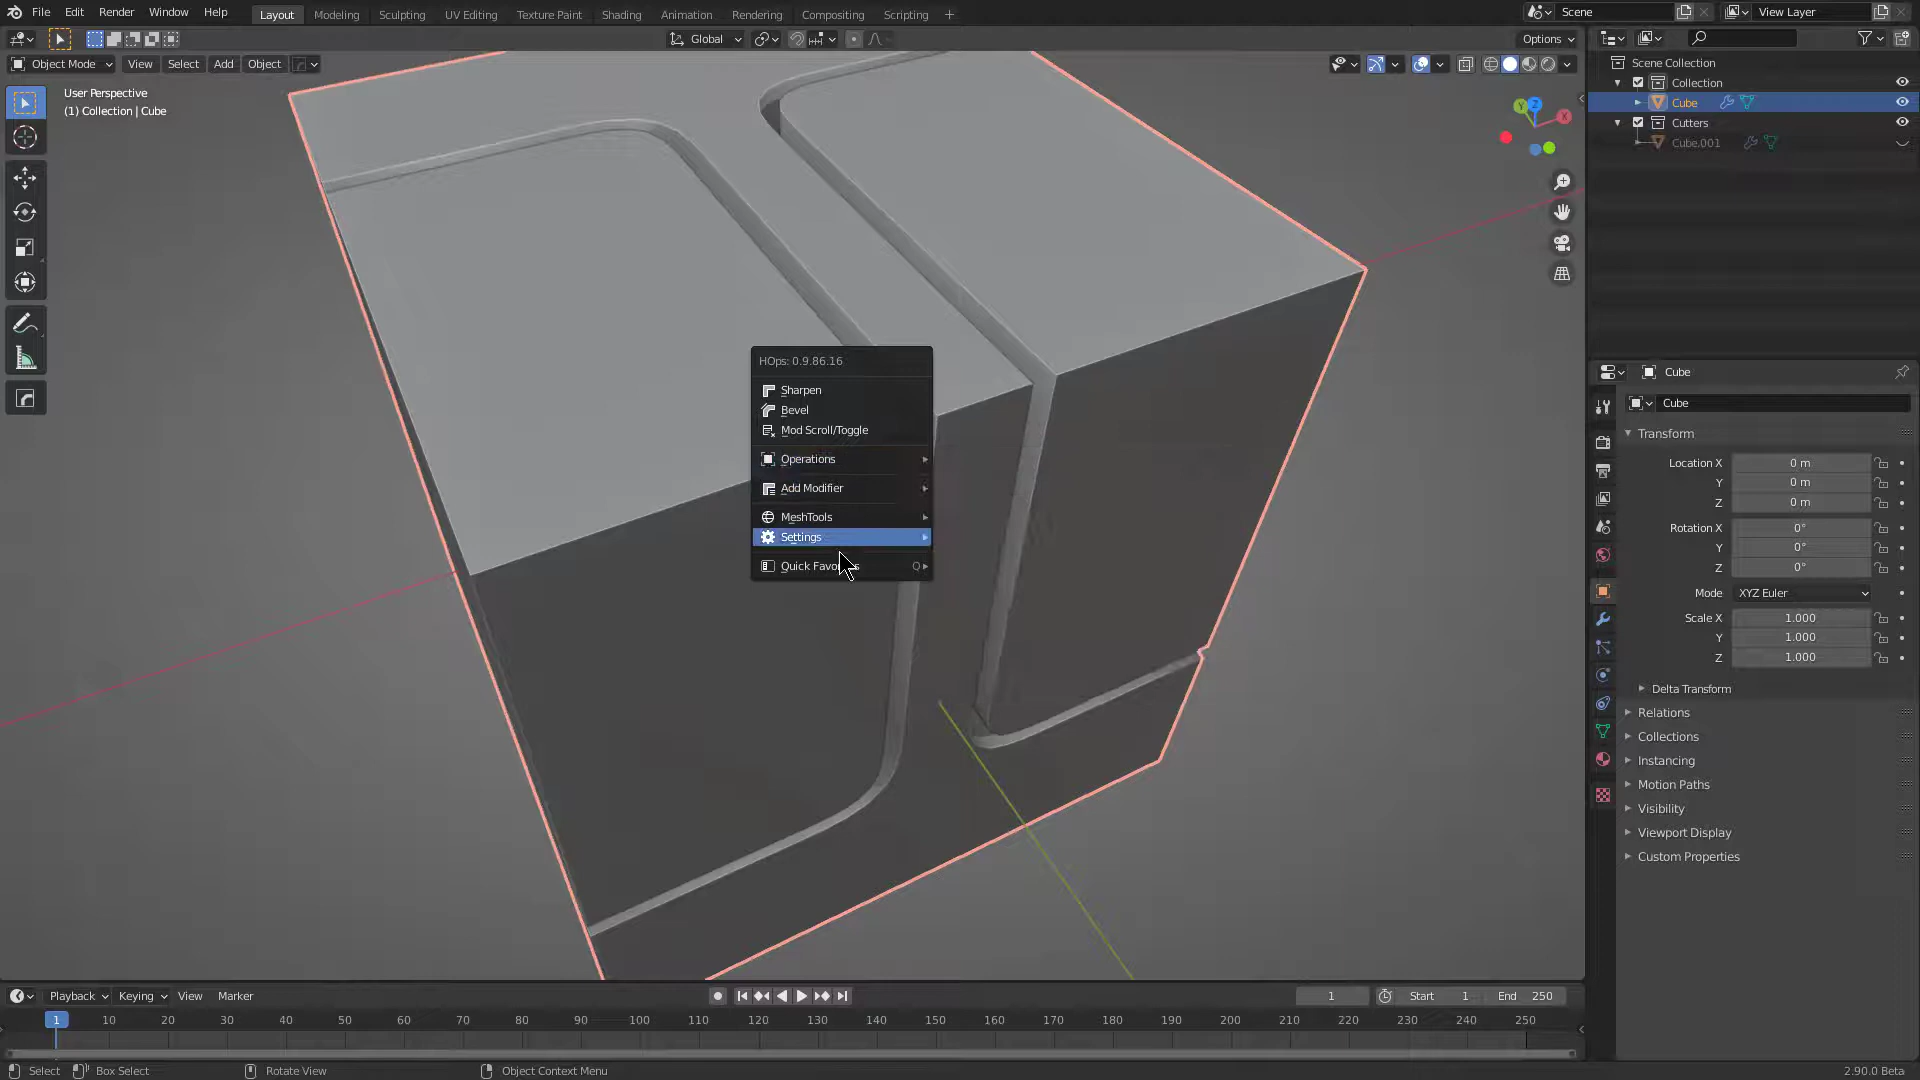 File Edit Render Window Help Layout Modeling Sculpting UV Editing Texture Paint Shading Animation Rendering Compositing Scripting + Scene View Layer
Global Options
Object Mode View Select Add Object
User Perspective
(1) Collection | Cube
Scene Collection
Collection
Cube
Cutters
Cube.001
Y Z X
HOps: 0.9.86.16
Sharpen
Bevel
Mod Scroll/Toggle
Operations
Add Modifier
MeshTools
Settings
Quick Q
Cube
Cube
Transform
Location X 0 m
Y 0 m
Z 0 m
Rotation X 0°
Y 0°
Z 0°
Mode XYZ Euler
Scale X 1.000
Y 1.000
Z 1.000
Delta Transform
Relations
Collections
Instancing
Motion Paths
Visibility
Viewport Display
Custom Properties
Playback Keying View Marker 1 Start 1 End 250
1 10 20 30 40 50 60 70 80 90 100 110 120 130 140 150 160 170 180 190 200 210 220 230 240 250
Select Box Select Rotate View Object Context Menu 2.90.0 Beta